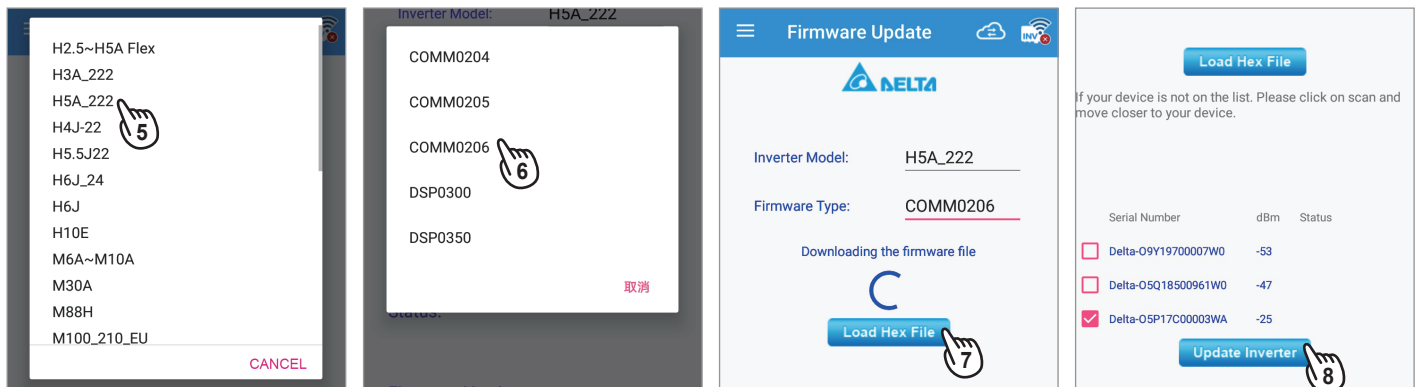 H2.5~H5A Flex
H3A_222
H5A_222
5
H4J-22
H5.5J22
H6J_24
H6J
H10E
M6A~M10A
M30A
M88H
M100_210_EU
CANCEL
Inverter Model: H5A_222
COMM0204
COMM0205
COMM0206
6
DSP0300
DSP0350
取消
Status:
Firmware Update
INV
DELTA
Inverter Model: H5A_222
Firmware Type: COMM0206
Downloading the firmware file
Load Hex File
7
Load Hex File
If your device is not on the list. Please click on scan and
move closer to your device.
Serial Number dBm Status
Delta-O9Y19700007W0 -53
Delta-O5Q18500961W0 -47
Delta-O5P17C00003WA -25
Update Inverter
8